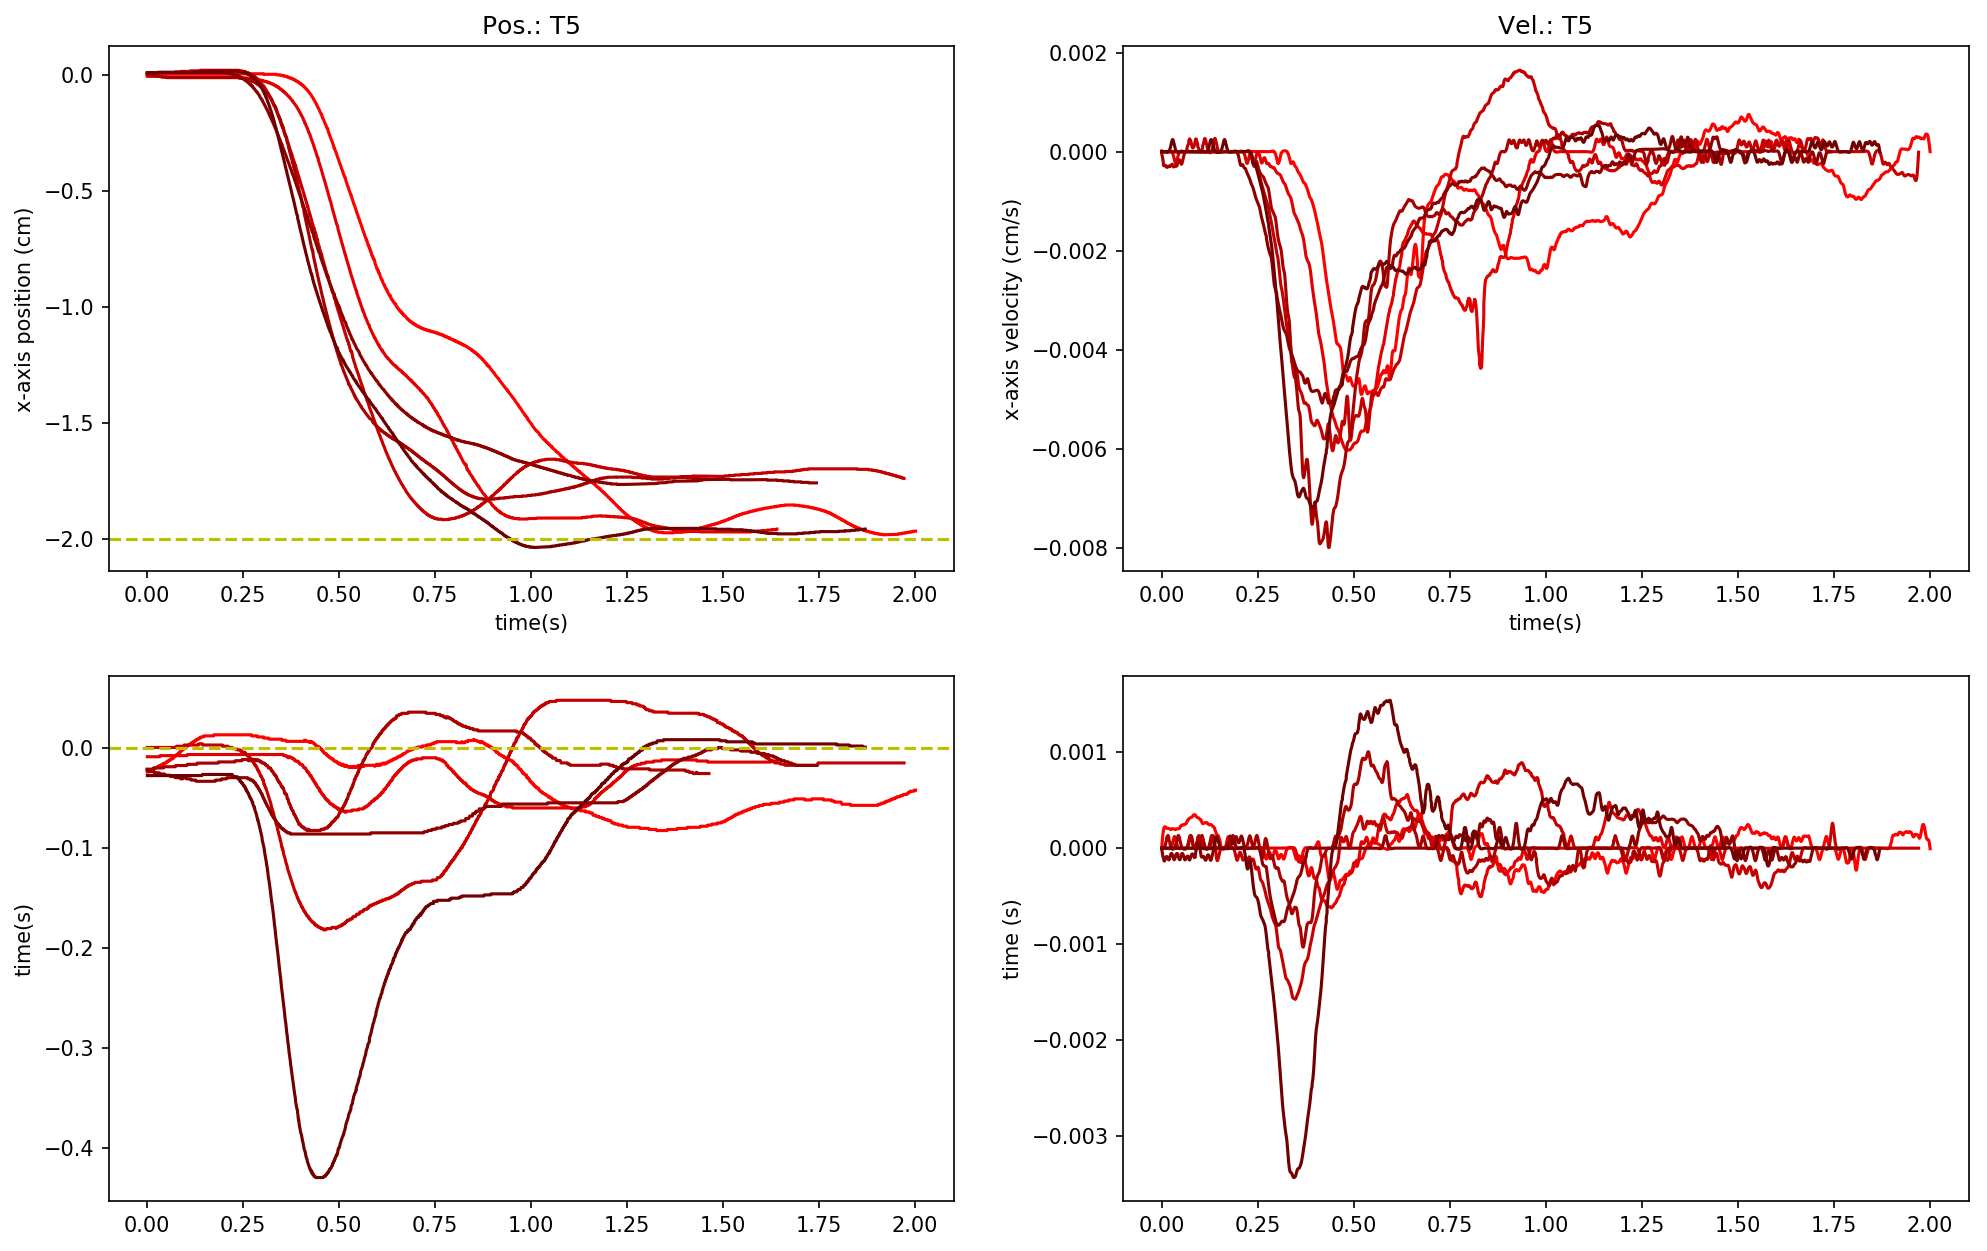 Pos.: T5
0.0
−0.5
−1.0
−1.5
−2.0
x-axis position (cm)
0.00 0.25 0.50 0.75 1.00 1.25 1.50 1.75 2.00
time(s)
Vel.: T5
0.002
0.000
−0.002
−0.004
−0.006
−0.008
x-axis velocity (cm/s)
0.00 0.25 0.50 0.75 1.00 1.25 1.50 1.75 2.00
time(s)
0.0
−0.1
−0.2
−0.3
−0.4
time(s)
0.00 0.25 0.50 0.75 1.00 1.25 1.50 1.75 2.00
0.001
0.000
−0.001
−0.002
−0.003
time (s)
0.00 0.25 0.50 0.75 1.00 1.25 1.50 1.75 2.00